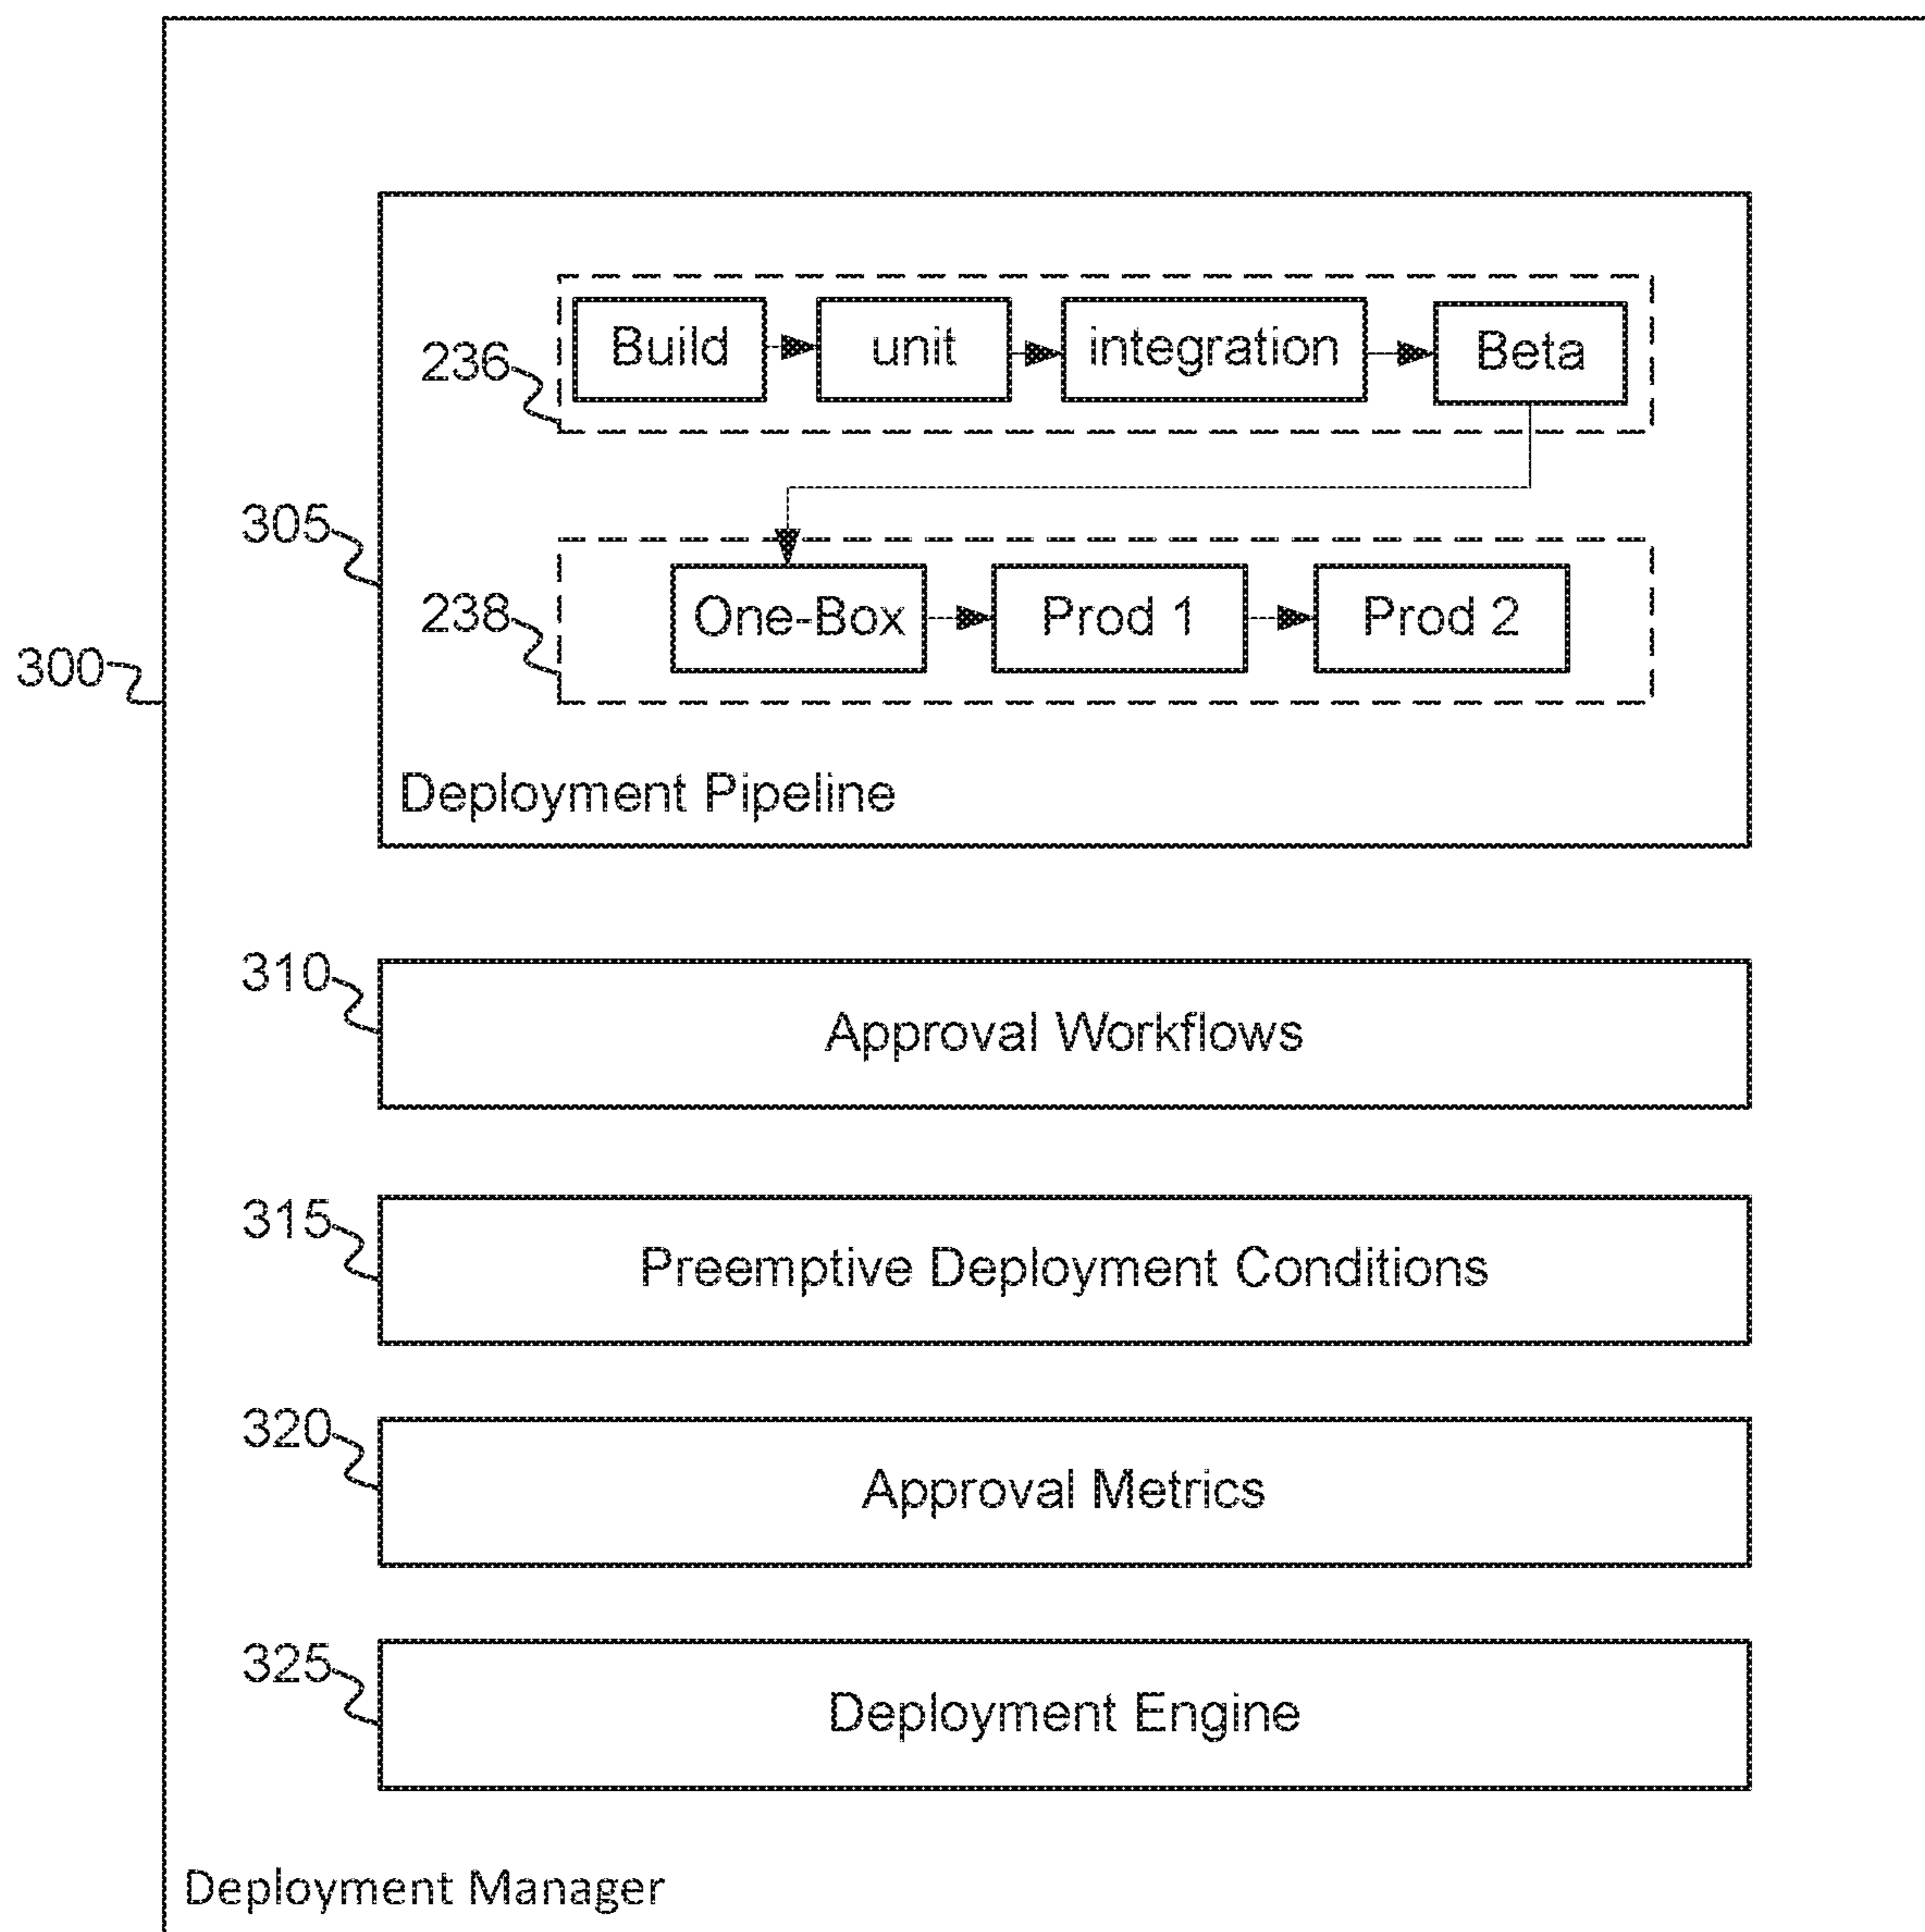 Build unit integration Beta
236
305
One-Box Prod 1 Prod 2
238
300
Deployment Pipeline
310
Approval Workflows
315
Preemptive Deployment Conditions
320
Approval Metrics
325
Deployment Engine
Deployment Manager